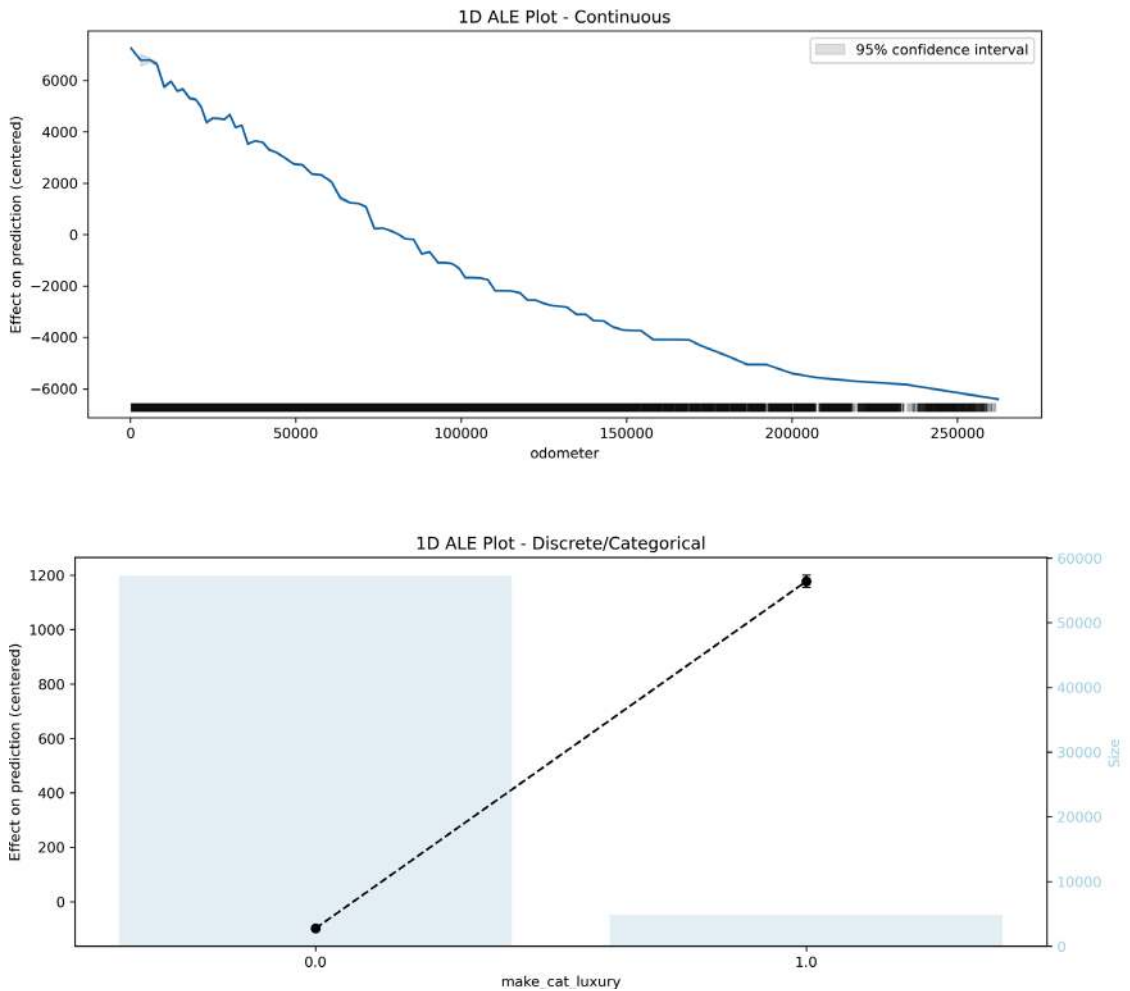 1D ALE Plot - Continuous
95% confidence interval
Effect on prediction (centered)
6000
4000
2000
0
−2000
−4000
−6000
0 50000 100000 150000 200000 250000
odometer
1D ALE Plot - Discrete/Categorical
Effect on prediction (centered)
1200
1000
800
600
400
200
0
60000
50000
40000
30000
20000
10000
0
Size
0.0 1.0
make_cat_luxury